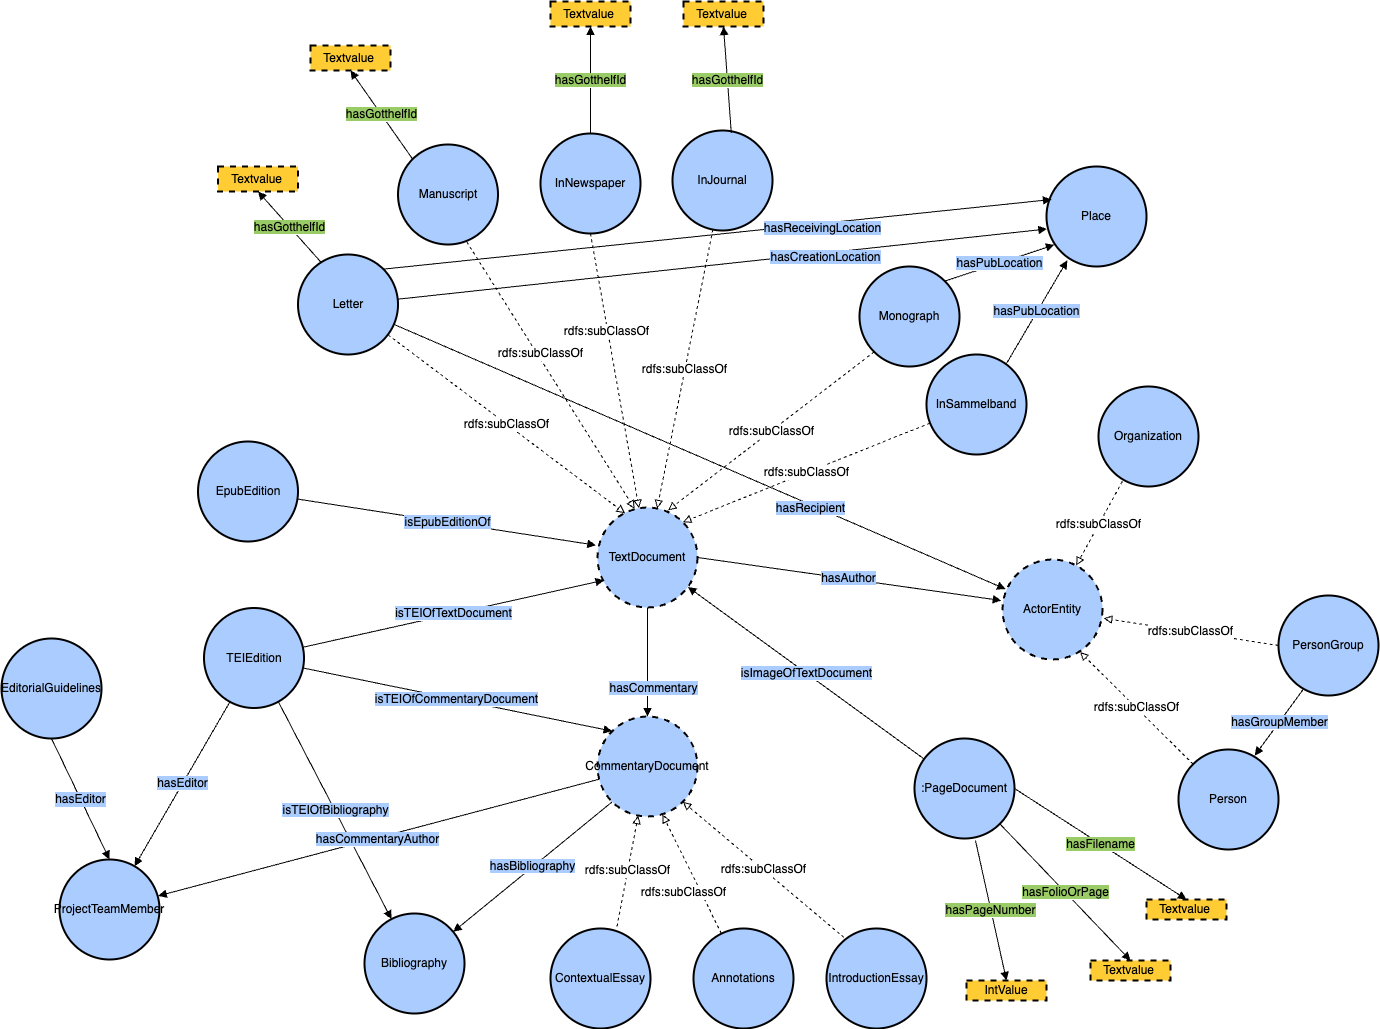 Textvalue
Textvalue
Textvalue
hasGotthelfId
hasGotthelfId
hasGotthelfId
Textvalue
Manuscript
InNewspaper
InJournal
hasGotthelfId
Place
hasReceivingLocation
hasCreationLocation
hasPubLocation
Letter
Monograph
hasPubLocation
rdfs:subClassOf
rdfs:subClassOf
rdfs:subClassOf
InSammelband
rdfs:subClassOf
rdfs:subClassOf
Organization
rdfs:subClassOf
EpubEdition
hasRecipient
isEpubEditionOf
rdfs:subClassOf
TextDocument
hasAuthor
ActorEntity
isTEIOfTextDocument
rdfs:subClassOf
PersonGroup
TEIEdition
EditorialGuidelines
isImageOfTextDocument
hasCommentary
isTEIOfCommentaryDocument
rdfs:subClassOf
hasGroupMember
CommentaryDocument
hasEditor
:PageDocument
hasEditor
Person
isTEIOfBibliography
hasCommentaryAuthor
hasFilename
hasBibliography
rdfs:subClassOf
rdfs:subClassOf
rdfs:subClassOf
hasFolioOrPage
ProjectTeamMember
hasPageNumber
Textvalue
Bibliography
ContextualEssay
Annotations
IntroductionEssay
Textvalue
IntValue